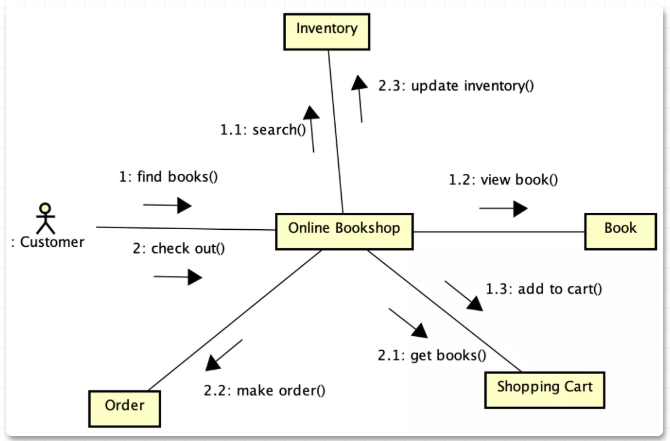 Inventory
2.3: update inventory()
1.1: search()
1: find books()
1.2: view book()
: Customer
Online Bookshop
Book
2: check out()
1.3: add to cart()
2.1: get books()
2.2: make order()
Shopping Cart
Order